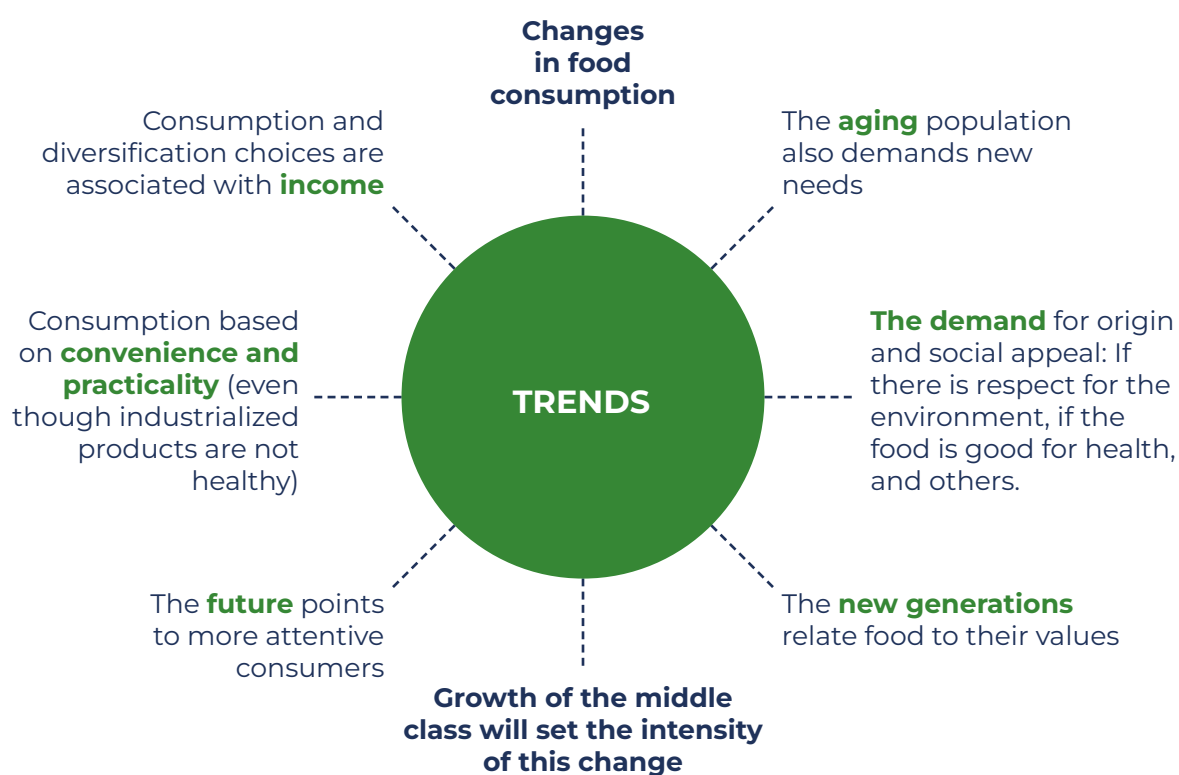 Changes
in food
consumption
The aging population
also demands new
needs
The demand for origin
and social appeal: If
there is respect for the
environment, if the
food is good for health,
and others.
The new generations
relate food to their values
Growth of the middle
class will set the intensity
of this change
The future points
to more attentive
consumers
Consumption based
on convenience and
practicality (even
though industrialized
products are not
healthy)
Consumption and
diversification choices are
associated with income
TRENDS